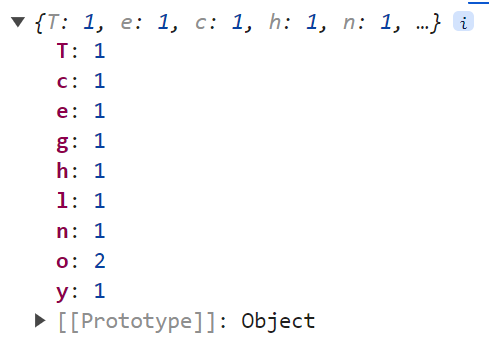 {T: 1, e: 1, c: 1, h: 1, n: 1, …} i
T: 1
c: 1
e: 1
g: 1
h: 1
l: 1
n: 1
o: 2
y: 1
[[Prototype]]: Object